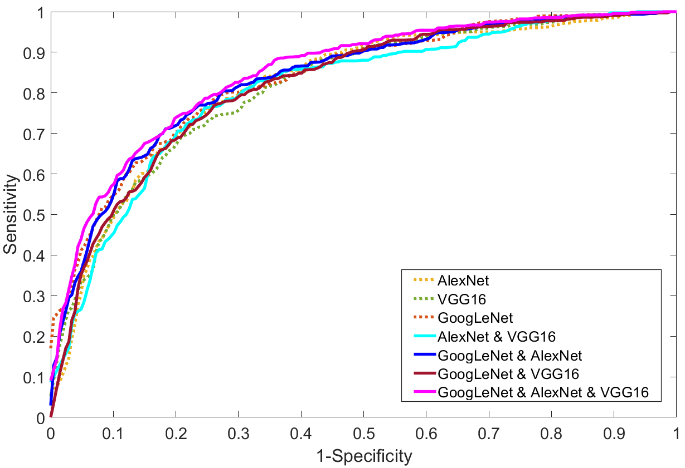 1
0.9
0.8
0.7
0.6
0.5
0.4
0.3
0.2
0.1
0
Sensitivity
AlexNet
VGG16
GoogLeNet
AlexNet & VGG16
GoogLeNet & AlexNet
GoogLeNet & VGG16
GoogLeNet & AlexNet & VGG16
0 0.1 0.2 0.3 0.4 0.5 0.6 0.7 0.8 0.9 1
1-Specificity